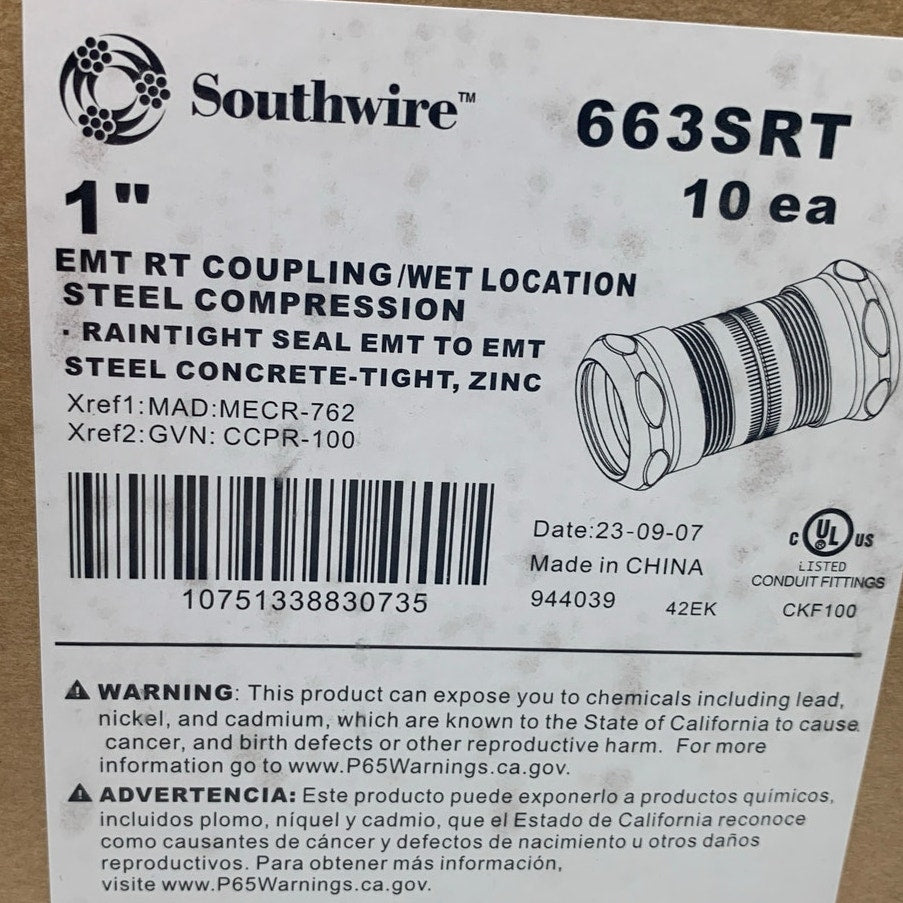 Southwire™
663SRT
10 ea
1"
EMT RT COUPLING/WET LOCATION
STEEL COMPRESSION
· RAINTIGHT SEAL EMT TO EMT
STEEL CONCRETE-TIGHT, ZINC
Xref1:MAD:MECR-762
Xref2:GVN: CCPR-100
10751338830735
Date:23-09-07
Made in CHINA
944039
42EK
C UL ® US
LISTED
CONDUIT FITTINGS
CKF100
⚠ WARNING: This product can expose you to chemicals including lead,
nickel, and cadmium, which are known to the State of California to cause
cancer, and birth defects or other reproductive harm. For more
information go to www.P65Warnings.ca.gov.
⚠ ADVERTENCIA: Este producto puede exponerlo a productos químicos,
incluidos plomo, níquel y cadmio, que el Estado de California reconoce
como causantes de cáncer y defectos de nacimiento u otros daños
reproductivos. Para obtener más información,
visite www.P65Warnings.ca.gov.